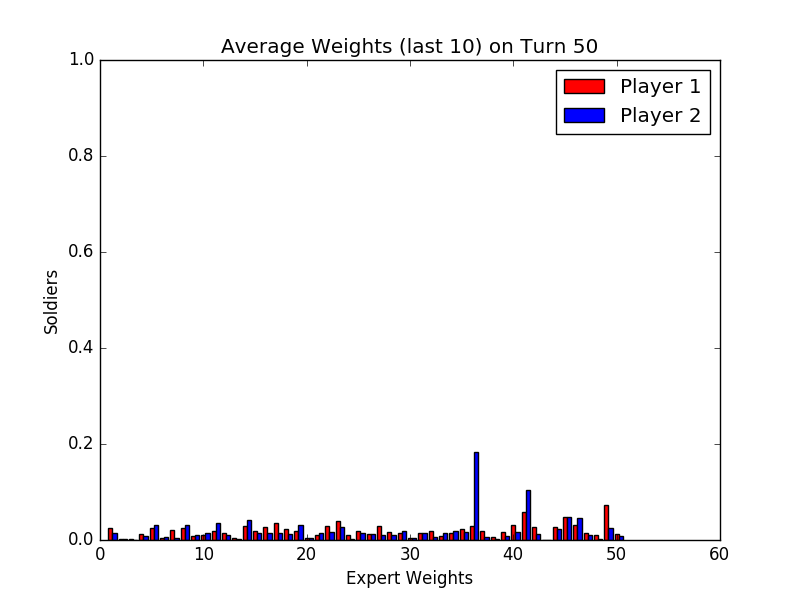 Average Weights (last 10) on Turn 50
1.0
Player 1
Player 2
0.8
0.6
Soldiers
0.4
0.2
0.0
0 10 20 30 40 50 60
Expert Weights